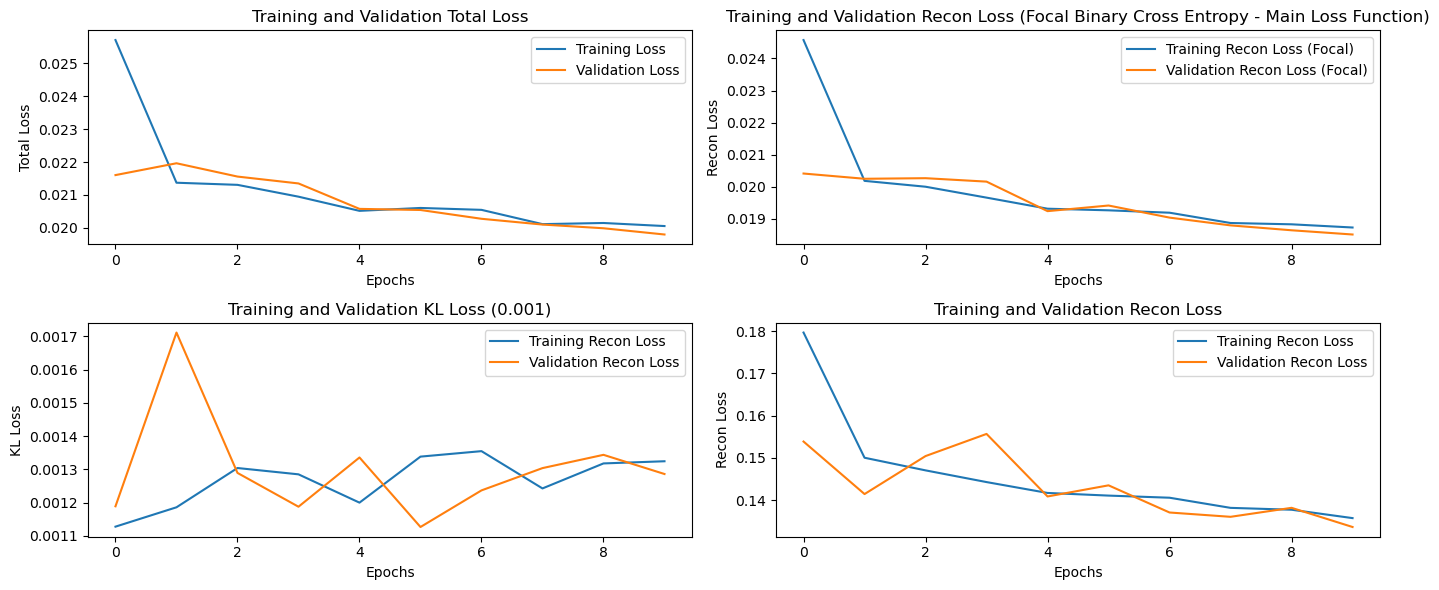 Training and Validation Total Loss
Training Loss
Validation Loss
0.025
0.024
0.023
0.022
0.021
0.020
Total Loss
0 2 4 6 8
Epochs
Training and Validation Recon Loss (Focal Binary Cross Entropy - Main Loss Function)
Training Recon Loss (Focal)
Validation Recon Loss (Focal)
0.024
0.023
0.022
0.021
0.020
0.019
Recon Loss
0 2 4 6 8
Epochs
Training and Validation KL Loss (0.001)
Training Recon Loss
Validation Recon Loss
0.0017
0.0016
0.0015
0.0014
0.0013
0.0012
0.0011
KL Loss
0 2 4 6 8
Epochs
Training and Validation Recon Loss
Training Recon Loss
Validation Recon Loss
0.18
0.17
0.16
0.15
0.14
Recon Loss
0 2 4 6 8
Epochs